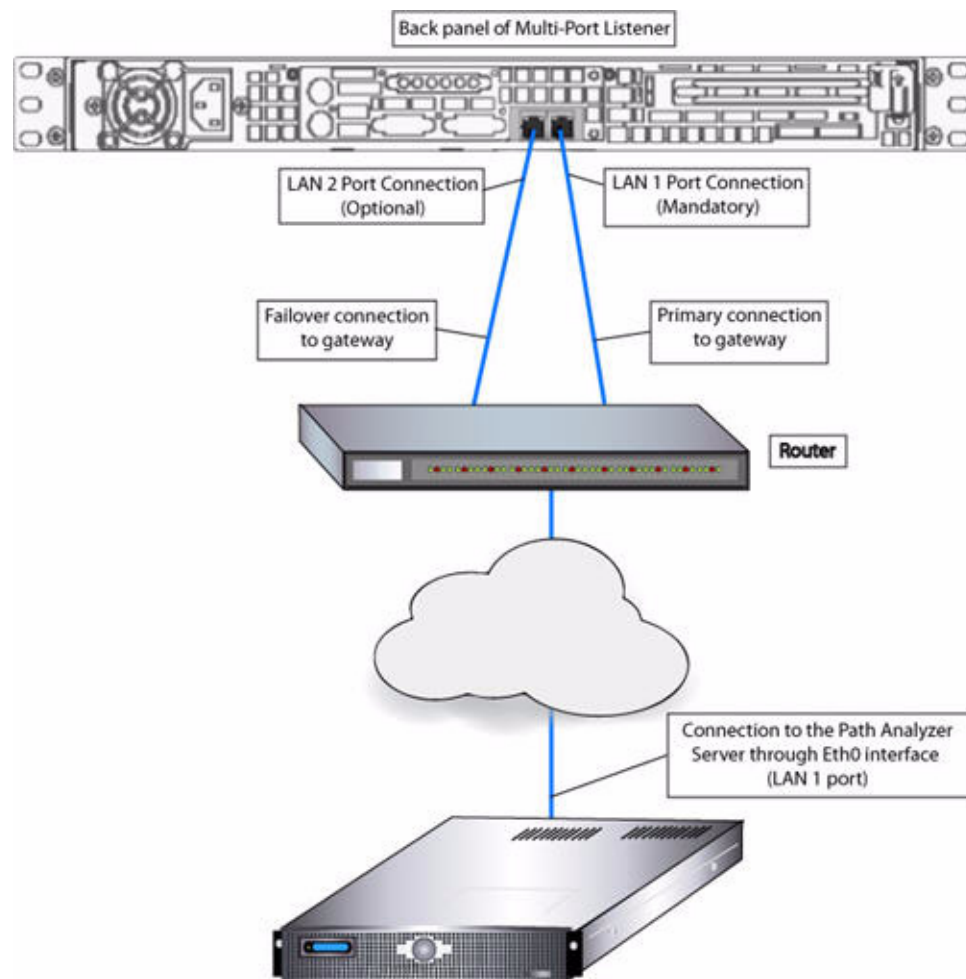 Back panel of Multi-Port Listener
LAN 2 Port Connection
(Optional)
LAN 1 Port Connection
(Mandatory)
Failover connection
to gateway
Primary connection
to gateway
Router
Connection to the Path Analyzer
Server through Eth0 interface
(LAN 1 port)